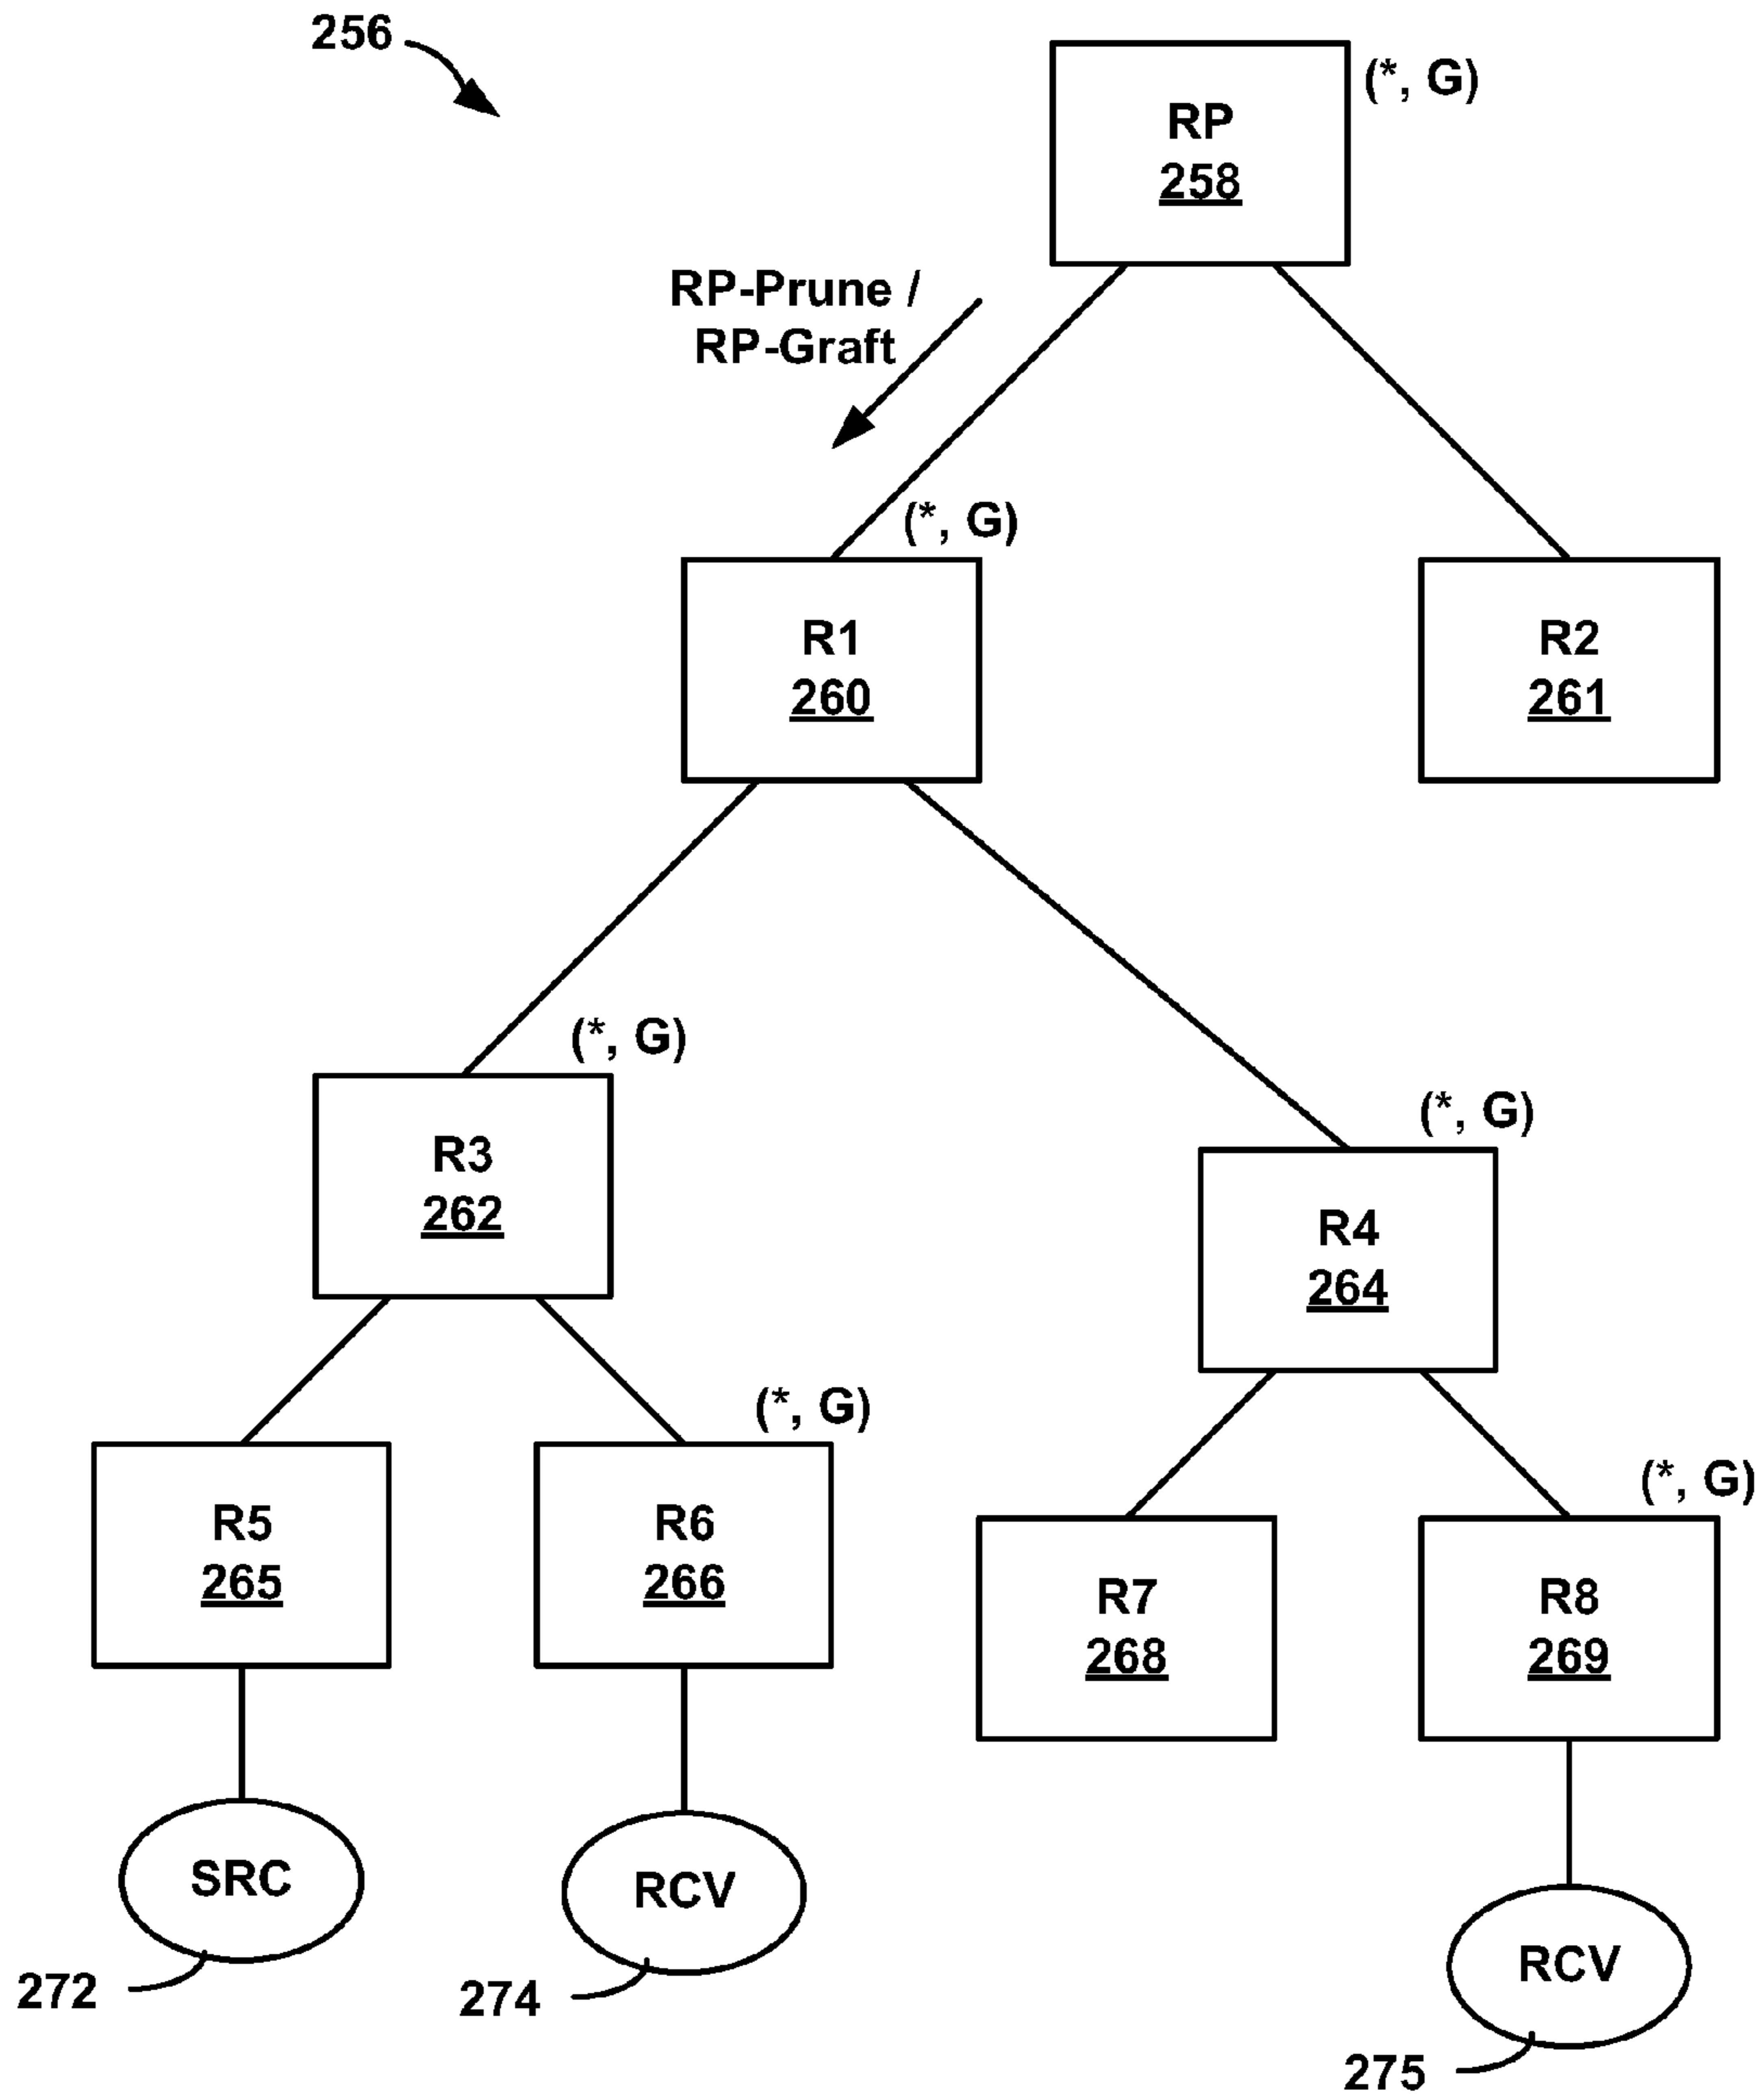 256
(*, G)
RP
258
RP-Prune /
RP-Graft
(*, G)
R1
260
R2
261
(*, G)
R3
262
(*, G)
R4
264
(*, G)
R5
265
R6
266
(*, G)
R7
268
R8
269
SRC
RCV
RCV
272
274
275